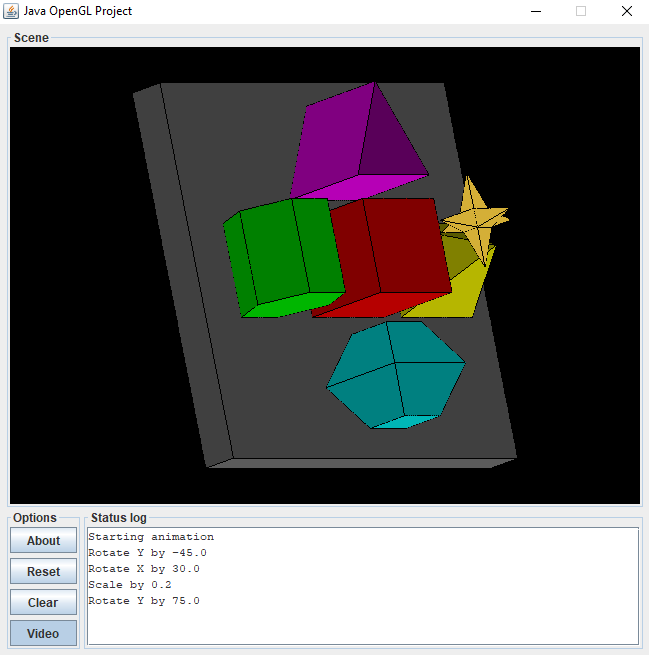 Java OpenGL Project
Scene
Options
About
Reset
Clear
Video
Status log
Starting animation
Rotate Y by -45.0
Rotate X by 30.0
Scale by 0.2
Rotate Y by 75.0